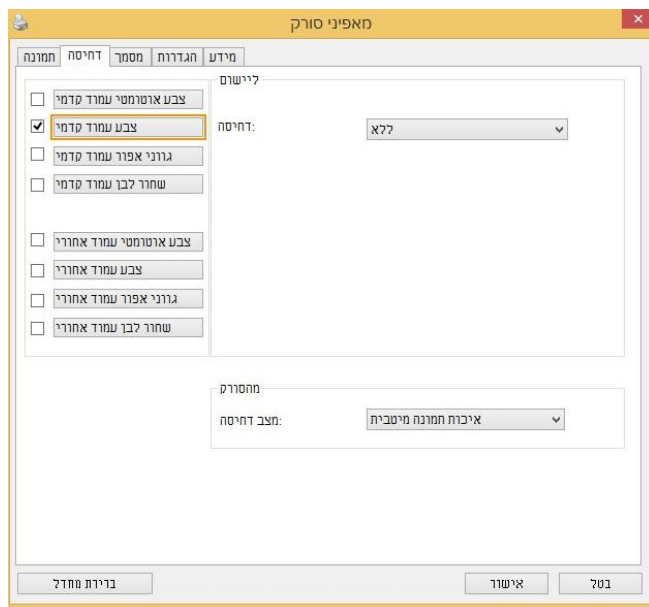 מאפיני סורק
תמונה
דחיסה
מסמך
הגדרות
מידע
צבע אוטומטי עמוד קדמי
צבע עמוד קדמי
גווני אפור עמוד קדמי
שחור לבן עמוד קדמי
צבע אוטומטי עמוד אחורי
צבע עמוד אחורי
גווני אפור עמוד אחורי
שחור לבן עמוד אחורי
ליישום
דחיסה:
ללא
מהסורק
מצב דחיסה:
איכות תמונה מיטבית
ברירת מחדל
אישור
בטל